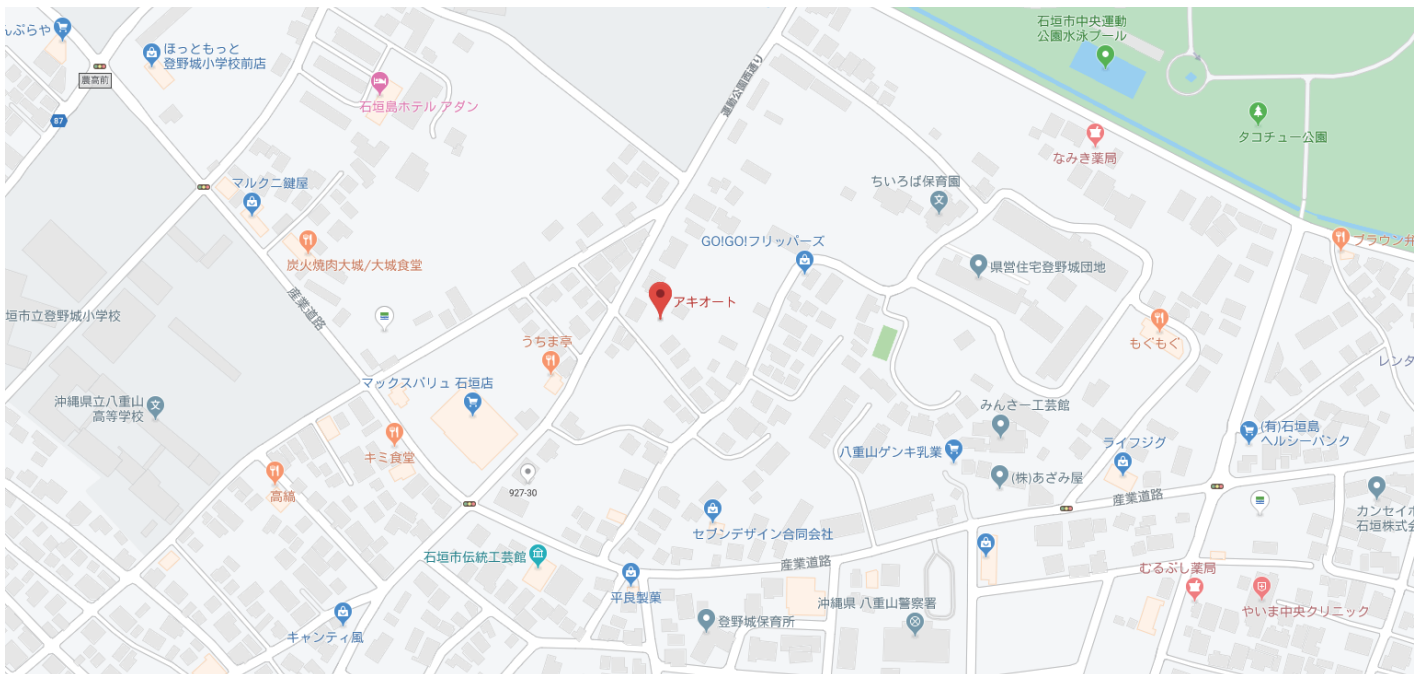 んぷらや
ほっともっと
登野城小学校前店
農高前
87
石垣島ホテル アダン
運動公園西通り
石垣市中央運動
公園水泳プール
タコチュー公園
なみき薬局
マルクニ鍵屋
ちいろば保育園
GO!GO!フリッパーズ
ブラウン弁
炭火焼肉大城/大城食堂
県営住宅登野城団地
産業道路
アキオート
垣市立登野城小学校
うちま亭
もぐもぐ
レンタ
マックスバリュ 石垣店
沖縄県立八重山
高等学校
みんさー工芸館
(有)石垣島
ヘルシーバンク
キミ食堂
八重山ゲンキ乳業
ライフジグ
(株)あざみ屋
高縞
927-30
産業道路
カンセイホ
石垣株式会
セブンデザイン合同会社
石垣市伝統工芸館
産業道路
むるぶし薬局
平良製菓
沖縄県 八重山警察署
やいま中央クリニック
登野城保育所
キャンティ風